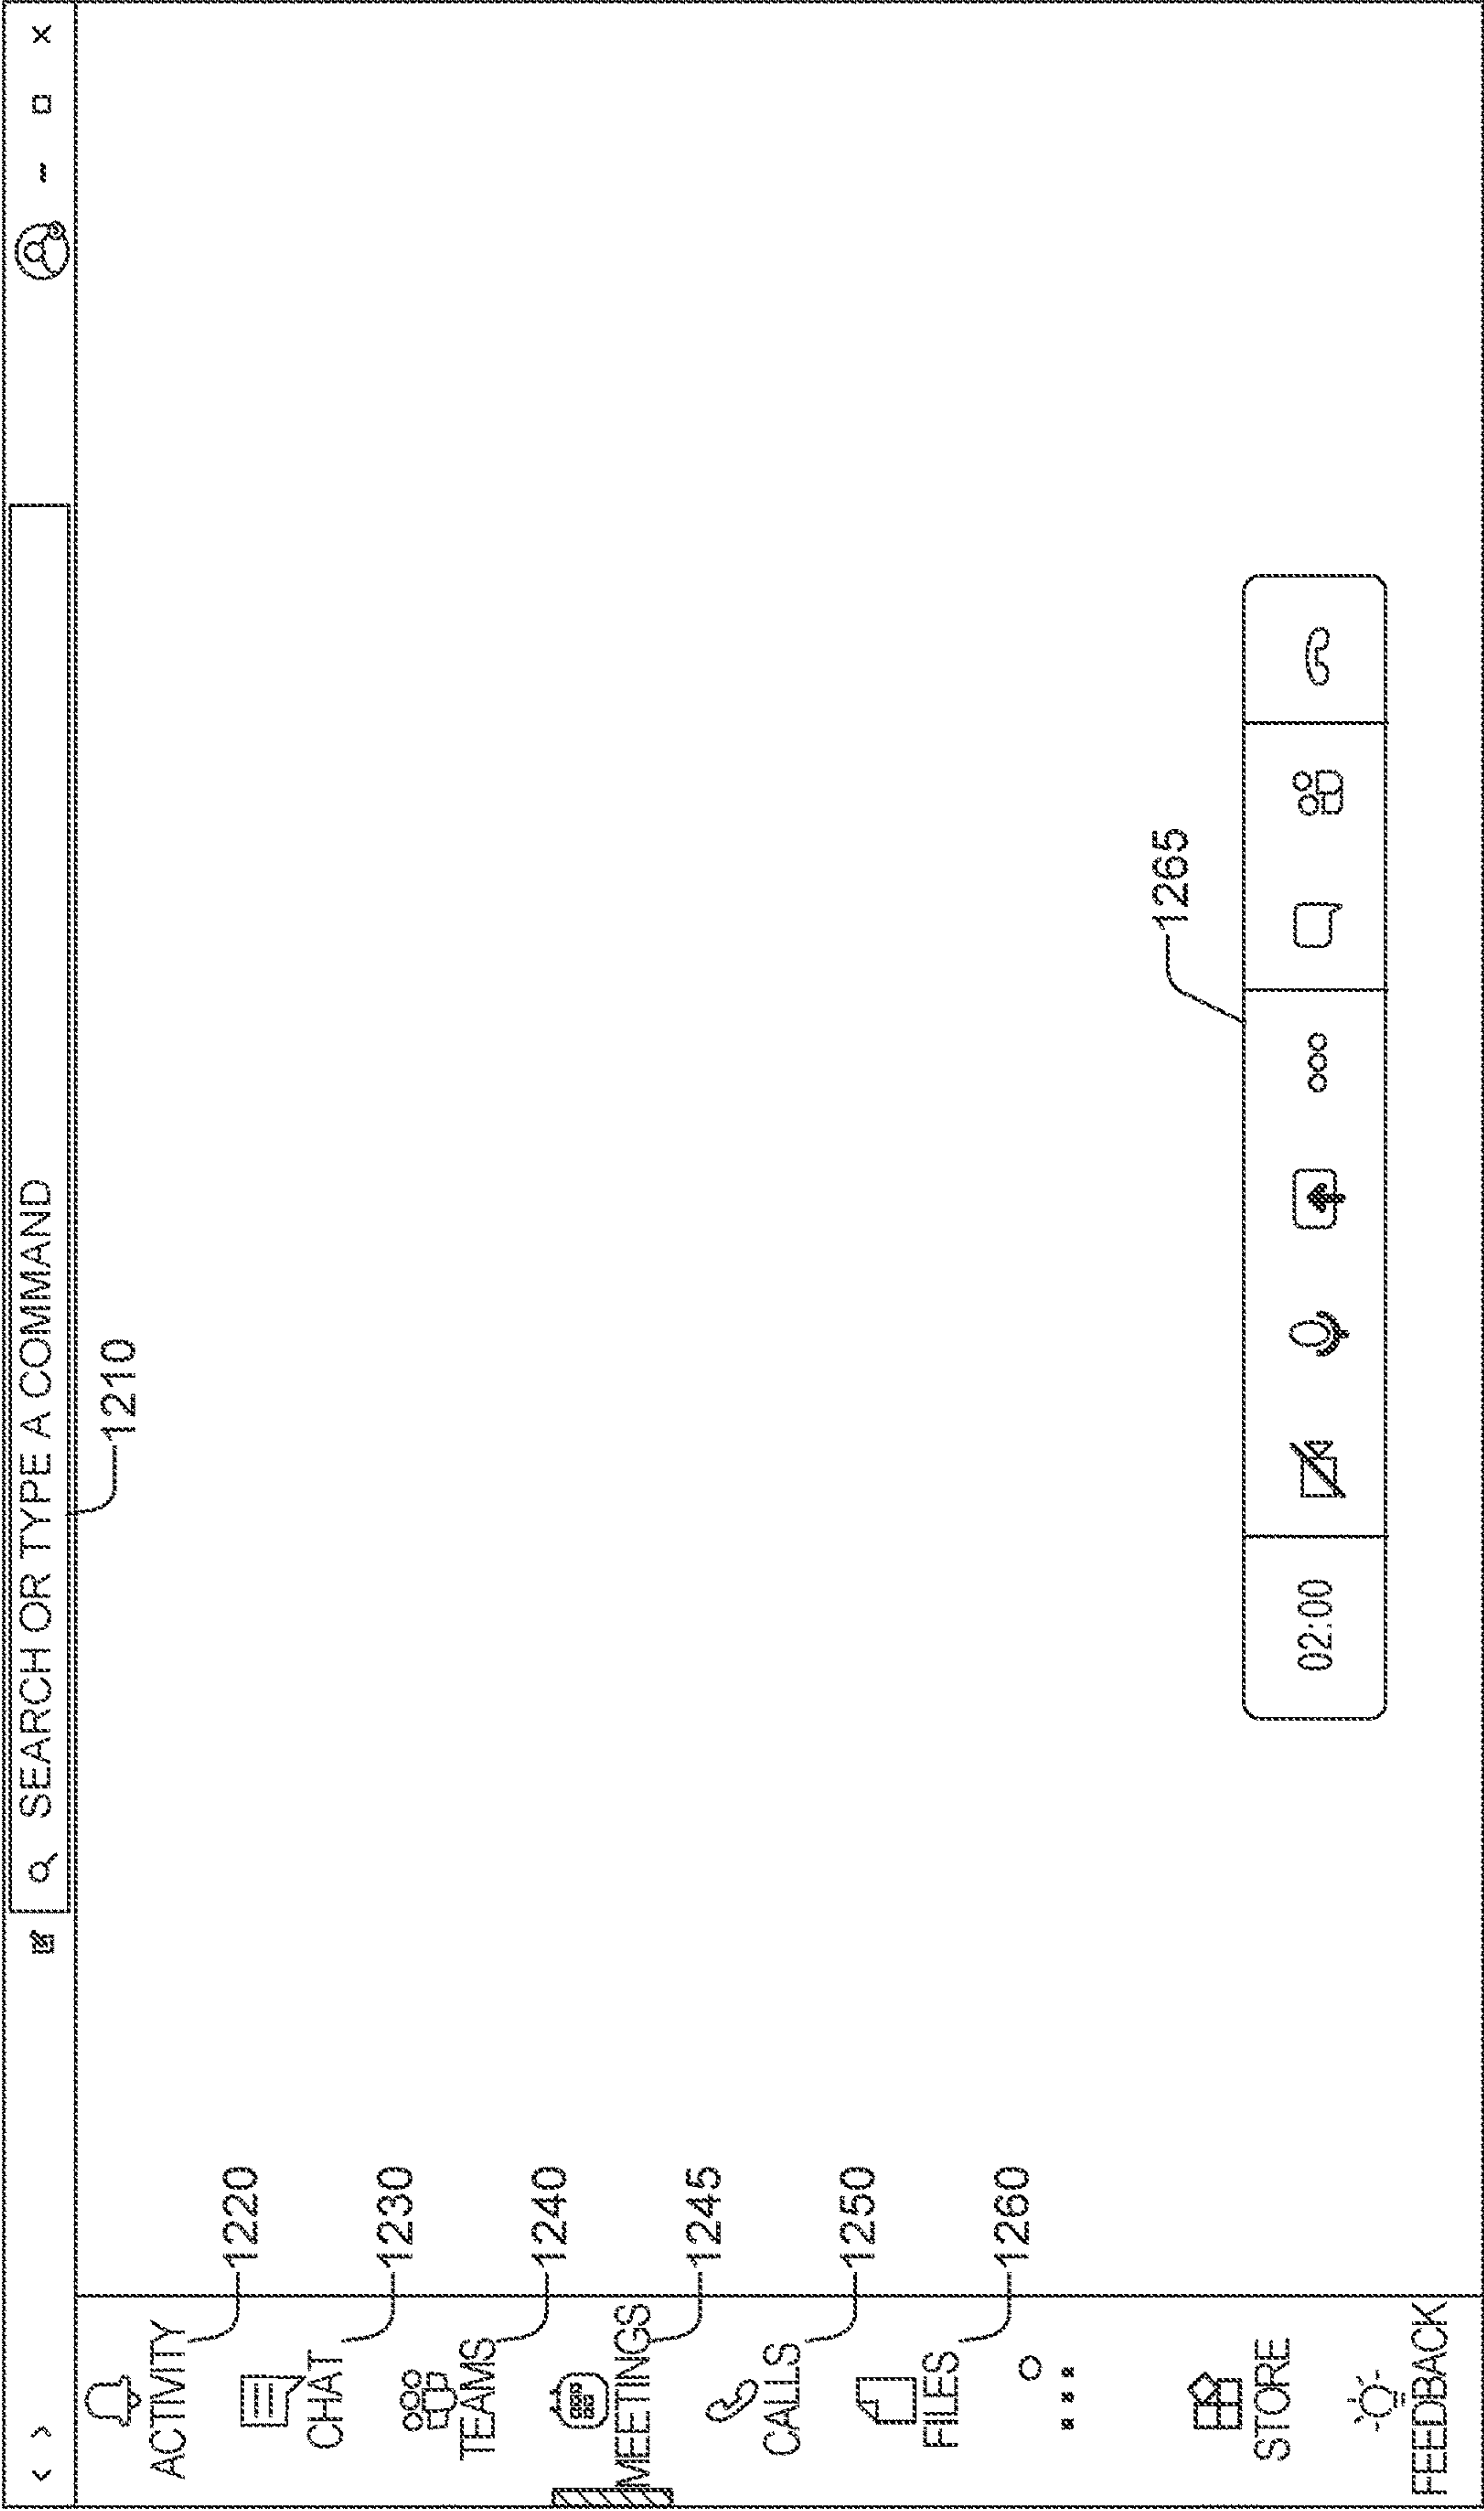 SEARCH OR TYPE A COMMAND
1210
ACTIVITY
1220
CHAT
1230
TEAMS
1240
MEETINGS
1245
CALLS
1250
FILES
1260
1265
02:00
STORE
FEEDBACK